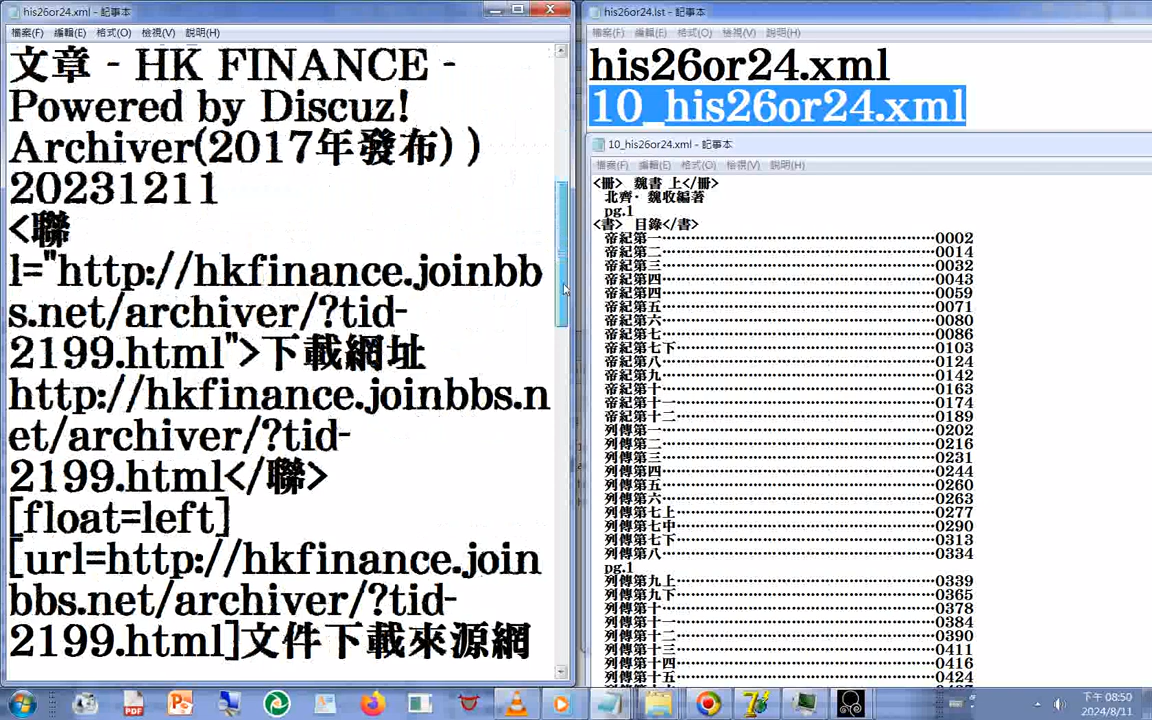 his26or24.xml - 記事本
檔案(F) 編輯(E) 格式(O) 檢視(V) 說明(H)
文章 - HK FINANCE -
Powered by Discuz!
Archiver(2017年發布) )
20231211
<聯
l="http://hkfinance.joinbb
s.net/archiver/?tid-
2199.html">下載網址
http://hkfinance.joinbbs.n
et/archiver/?tid-
2199.html</聯>
[float=left]
[url=http://hkfinance.join
bbs.net/archiver/?tid-
2199.html]文件下載來源網
his26or24.lst - 記事本
檔案(F) 編輯(E) 格式(O) 檢視(V) 說明(H)
his26or24.xml
10_his26or24.xml
10_his26or24.xml - 記事本
檔案(F) 編輯(E) 格式(O) 檢視(V) 說明(H)
<冊> 魏書 上</冊>
北齊· 魏收編著
pg.1
<書> 目錄</書>
帝紀第一······································0002
帝紀第二······································0014
帝紀第三······································0032
帝紀第四······································0043
帝紀第四······································0059
帝紀第五······································0071
帝紀第六······································0080
帝紀第七······································0086
帝紀第七下····································0103
帝紀第八······································0124
帝紀第九······································0142
帝紀第十······································0163
帝紀第十一····································0174
帝紀第十二····································0189
列傳第一······································0202
列傳第二······································0216
列傳第三······································0231
列傳第四······································0244
列傳第五······································0260
列傳第六······································0263
列傳第七上····································0277
列傳第七中····································0290
列傳第七下····································0313
列傳第八······································0334
pg.1
列傳第九上····································0339
列傳第九下····································0365
列傳第十······································0378
列傳第十一····································0384
列傳第十二····································0390
列傳第十三····································0411
列傳第十四····································0416
列傳第十五····································0424
下午 08:50
2024/8/11